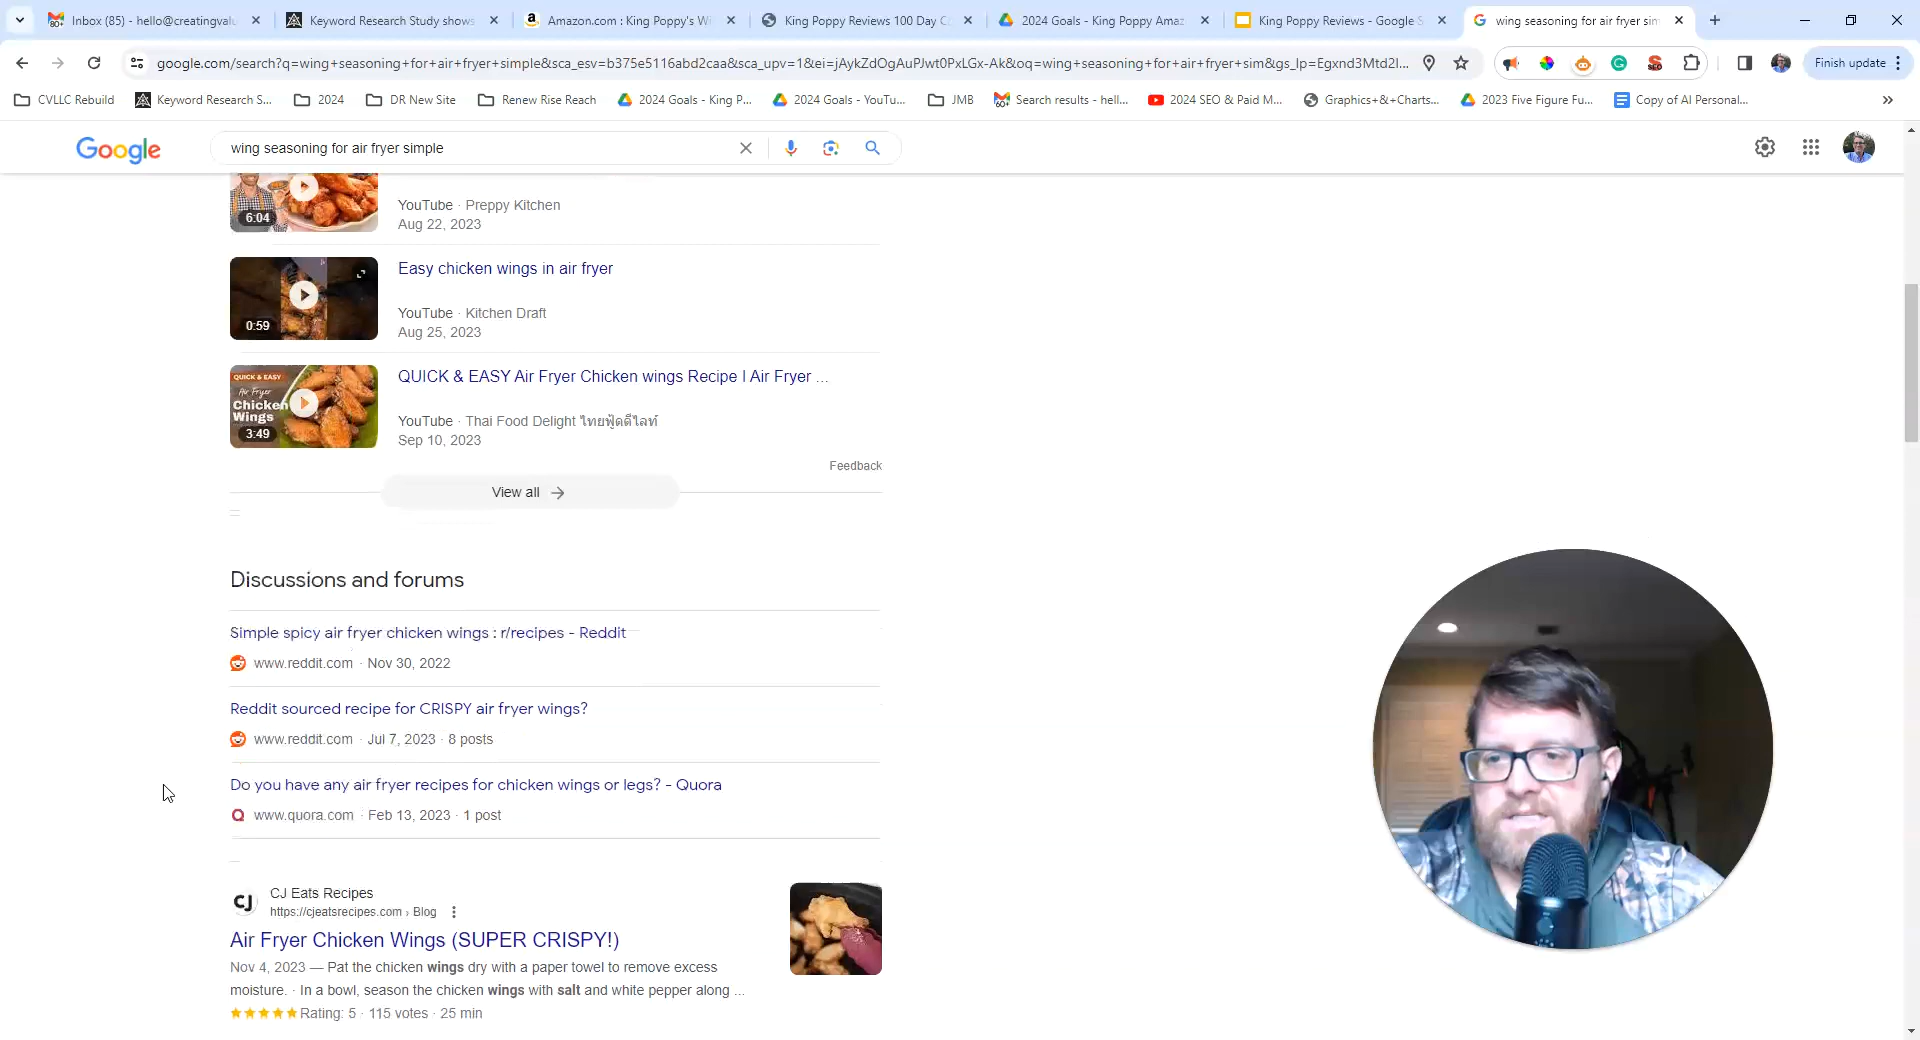 Inbox (85) - hello@creatingvalu
Keyword Research Study shows
Amazon.com : King Poppy's Wi
King Poppy Reviews 100 Day C
2024 Goals - King Poppy Amaz
King Poppy Reviews - Google S
wing seasoning for air fryer sim
google.com/search?q=wing+seasoning+for+air+fryer+simple&sca_esv=b375e5116abd2caa&sca_upv=1&ei=jAykZdOgAuPJwt0PxLGx-Ak&oq=wing+seasoning+for+air+fryer+sim&gs_lp=Egxnd3Mtd2l...
Finish update
CVLLC Rebuild
Keyword Research S...
2024
DR New Site
Renew Rise Reach
2024 Goals - King P...
2024 Goals - YouTu...
JMB
Search results - hell...
2024 SEO & Paid M...
Graphics+&+Charts...
2023 Five Figure Fu...
Copy of AI Personal...
Google
wing seasoning for air fryer simple
6:04
YouTube · Preppy Kitchen
Aug 22, 2023
Easy chicken wings in air fryer
0:59
YouTube · Kitchen Draft
Aug 25, 2023
QUICK & EASY
Air Fryer
Chicken
Wings
3:49
QUICK & EASY Air Fryer Chicken wings Recipe I Air Fryer ...
YouTube · Thai Food Delight ไทยฟู้ดดีไลท์
Sep 10, 2023
Feedback
View all
Discussions and forums
Simple spicy air fryer chicken wings : r/recipes - Reddit
www.reddit.com · Nov 30, 2022
Reddit sourced recipe for CRISPY air fryer wings?
www.reddit.com · Jul 7, 2023 · 8 posts
Do you have any air fryer recipes for chicken wings or legs? - Quora
www.quora.com · Feb 13, 2023 · 1 post
CJ
CJ Eats Recipes
https://cjeatsrecipes.com › Blog
Air Fryer Chicken Wings (SUPER CRISPY!)
Nov 4, 2023 — Pat the chicken wings dry with a paper towel to remove excess
moisture. · In a bowl, season the chicken wings with salt and white pepper along ...
Rating: 5 · 115 votes · 25 min